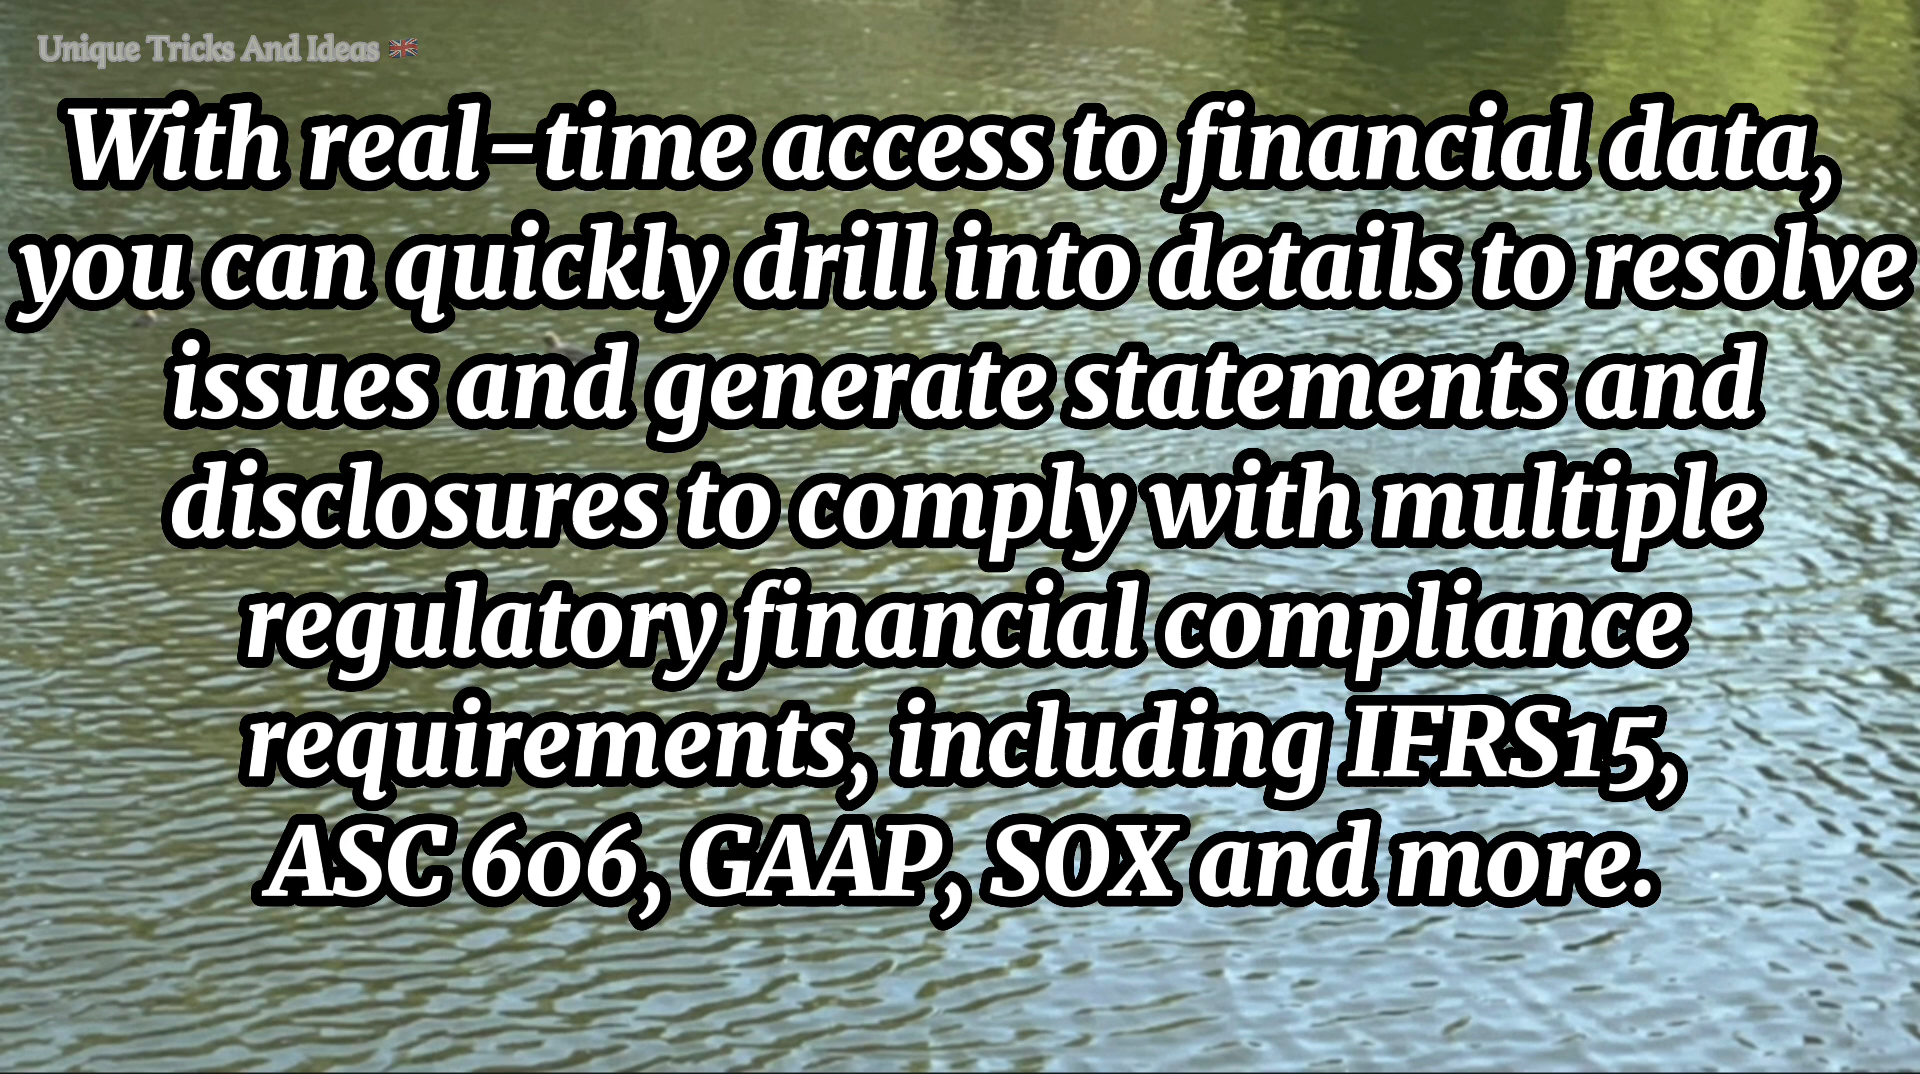 Unique Tricks And Ideas 🇬🇧
With real-time access to financial data,
you can quickly drill into details to resolve
issues and generate statements and
disclosures to comply with multiple
regulatory financial compliance
requirements, including IFRS15,
ASC 606, GAAP, SOX and more.